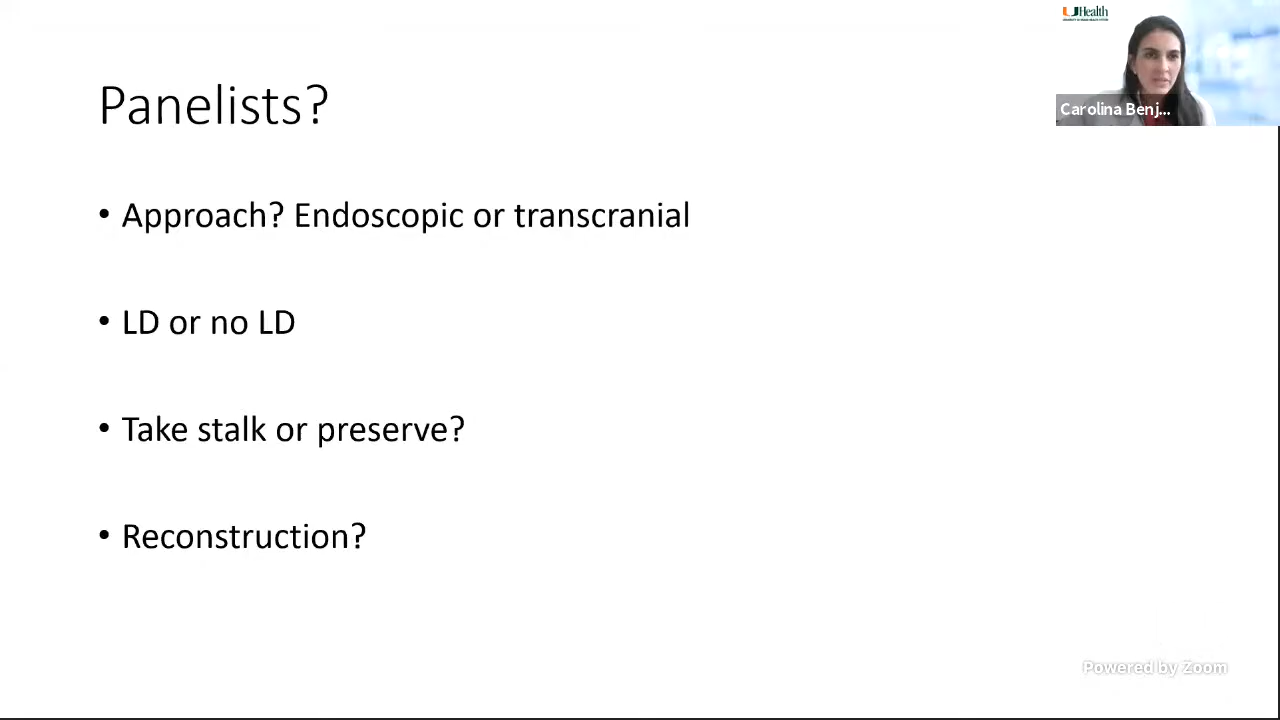 UHealth
Panelists?
Carolina Benj...
• Approach? Endoscopic or transcranial
• LD or no LD
• Take stalk or preserve?
• Reconstruction?
Powered by Zoom